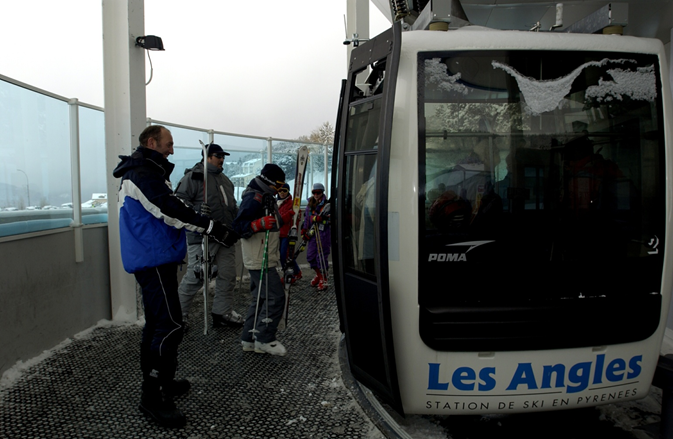 POMA
Les Angles
STATION DE SKI EN PYRENEES